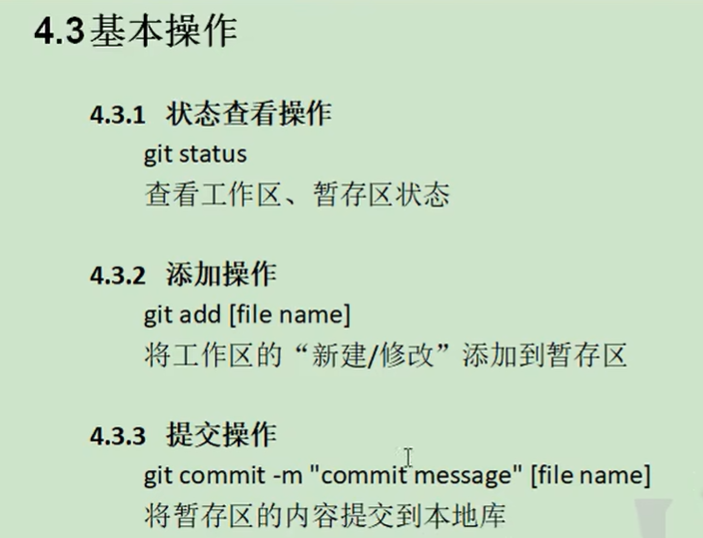 4.3 基本操作
4.3.1 状态查看操作
git status
查看工作区、暂存区状态
4.3.2 添加操作
git add [file name]
将工作区的“新建/修改”添加到暂存区
4.3.3 提交操作
git commit -m "commit message" [file name]
将暂存区的内容提交到本地库